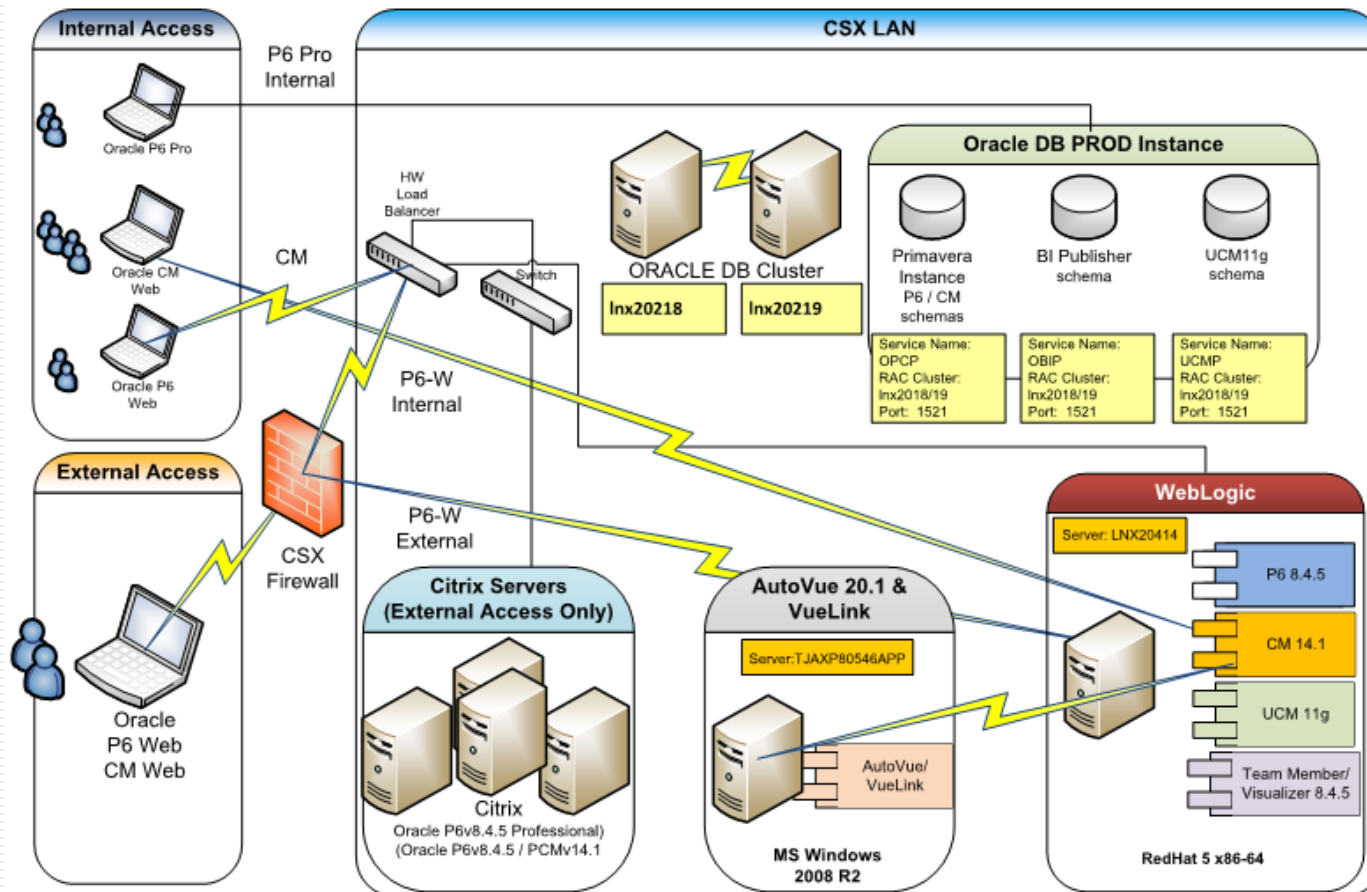 Internal Access
Oracle P6 Pro
Oracle CM
Web
Oracle P6
Web
P6 Pro
Internal
CM
P6-W
Internal
External Access
Oracle
P6 Web
CM Web
CSX
Firewall
P6-W
External
CSX LAN
HW
Load
Balancer
Switch
ORACLE DB Cluster
lnx20218
lnx20219
Oracle DB PROD Instance
Primavera
Instance
P6 / CM
schemas
BI Publisher
schema
UCM11g
schema
Service Name:
OPCP
RAC Cluster:
lnx2018/19
Port: 1521
Service Name:
OBIP
RAC Cluster:
lnx2018/19
Port: 1521
Service Name:
UCMP
RAC Cluster:
lnx2018/19
Port: 1521
Citrix Servers
(External Access Only)
Citrix
Oracle P6v8.4.5 Professional)
(Oracle P6v8.4.5 / PCMv14.1
AutoVue 20.1 &
VueLink
Server:TJAXP80546APP
AutoVue/
VueLink
MS Windows
2008 R2
WebLogic
Server: LNX20414
P6 8.4.5
CM 14.1
UCM 11g
Team Member/
Visualizer 8.4.5
RedHat 5 x86-64